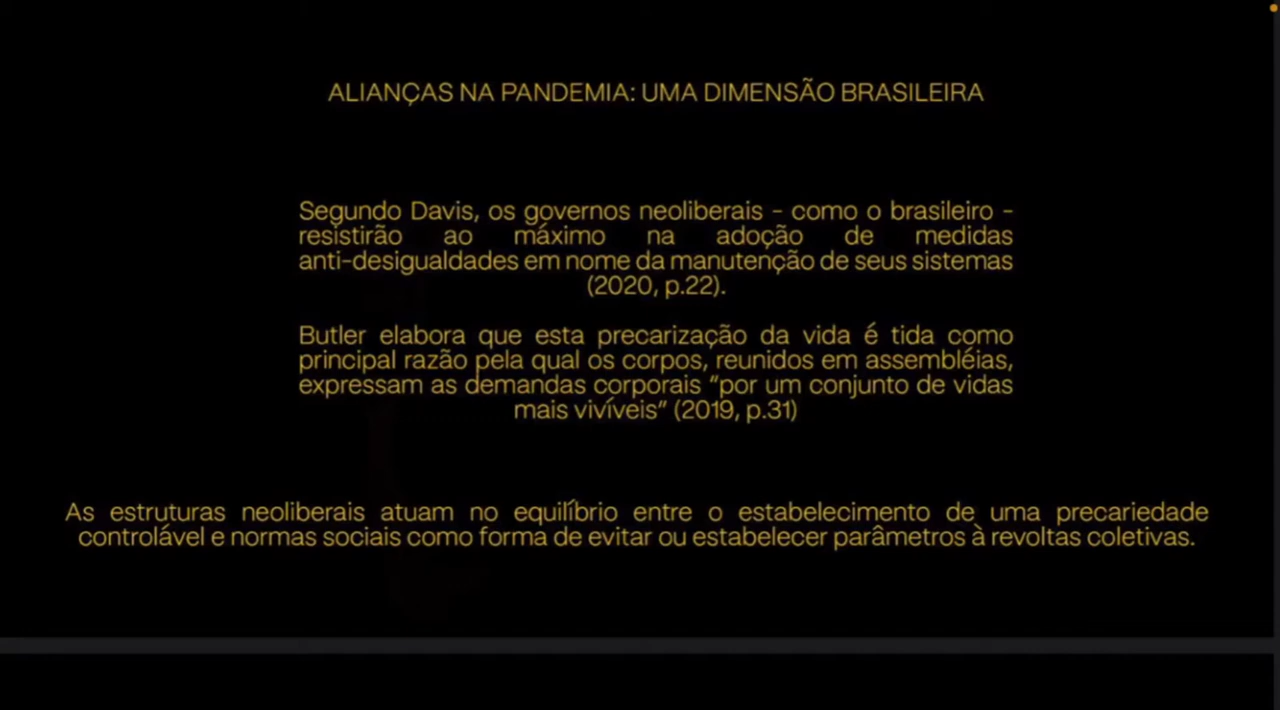 ALIANÇAS NA PANDEMIA: UMA DIMENSÃO BRASILEIRA
Segundo Davis, os governos neoliberais - como o brasileiro -
resistirão ao máximo na adoção de medidas
anti-desigualdades em nome da manutenção de seus sistemas
(2020, p.22).
Butler elabora que esta precarização da vida é tida como
principal razão pela qual os corpos, reunidos em assembléias,
expressam as demandas corporais “por um conjunto de vidas
mais vivíveis” (2019, p.31)
As estruturas neoliberais atuam no equilíbrio entre o estabelecimento de uma precariedade
controlável e normas sociais como forma de evitar ou estabelecer parâmetros à revoltas coletivas.